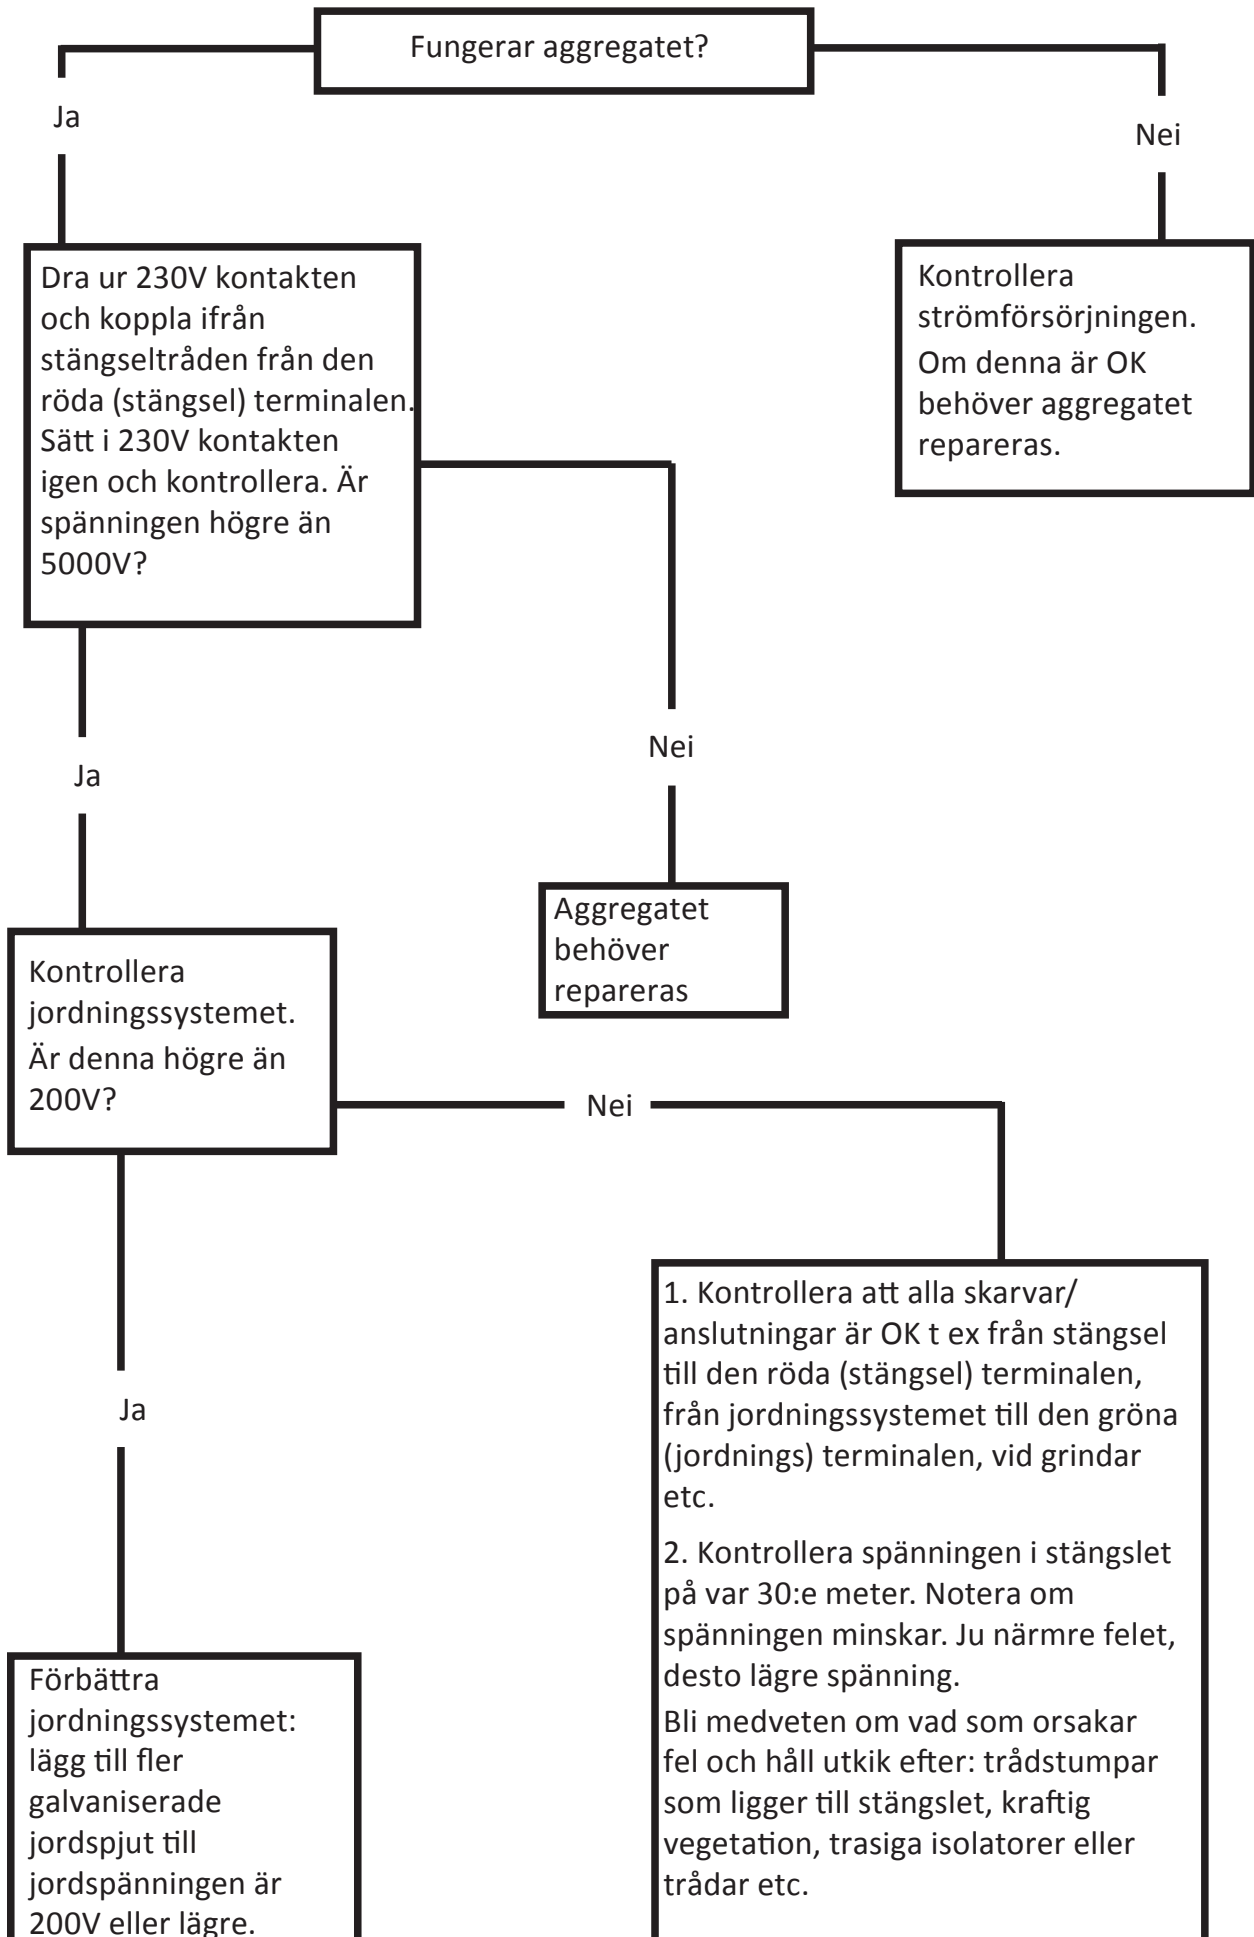 Fungerar aggregatet?
Ja
Nei
Dra ur 230V kontakten
och koppla ifrån
stängseltråden från den
röda (stängsel) terminalen.
Sätt i 230V kontakten
igen och kontrollera. Är
spänningen högre än
5000V?
Kontrollera
strömförsörjningen.
Om denna är OK
behöver aggregatet
repareras.
Ja
Nei
Aggregatet
behöver
repareras
Kontrollera
jordningssystemet.
Är denna högre än
200V?
Nei
Ja
1. Kontrollera att alla skarvar/
anslutningar är OK t ex från stängsel
till den röda (stängsel) terminalen,
från jordningssystemet till den gröna
(jordnings) terminalen, vid grindar
etc.
2. Kontrollera spänningen i stängslet
på var 30:e meter. Notera om
spänningen minskar. Ju närmre felet,
desto lägre spänning.
Bli medveten om vad som orsakar
fel och håll utkik efter: trådstumpar
som ligger till stängslet, kraftig
vegetation, trasiga isolatorer eller
trådar etc.
Förbättra
jordningssystemet:
lägg till fler
galvaniserade
jordspjut till
jordspänningen är
200V eller lägre.